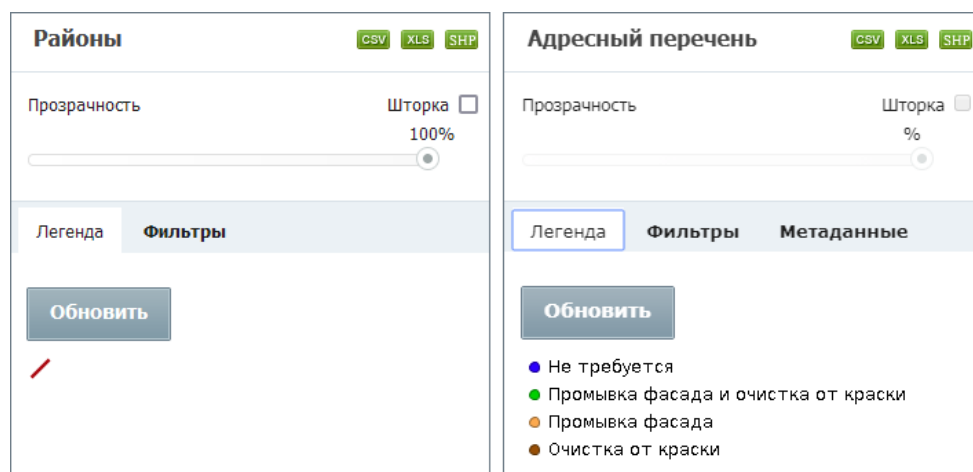 Районы
CSV XLS SHP
Прозрачность
Шторка
100%
Легенда
Фильтры
Обновить
Адресный перечень
CSV XLS SHP
Прозрачность
Шторка
%
Легенда
Фильтры
Метаданные
Обновить
Не требуется
Промывка фасада и очистка от краски
Промывка фасада
Очистка от краски